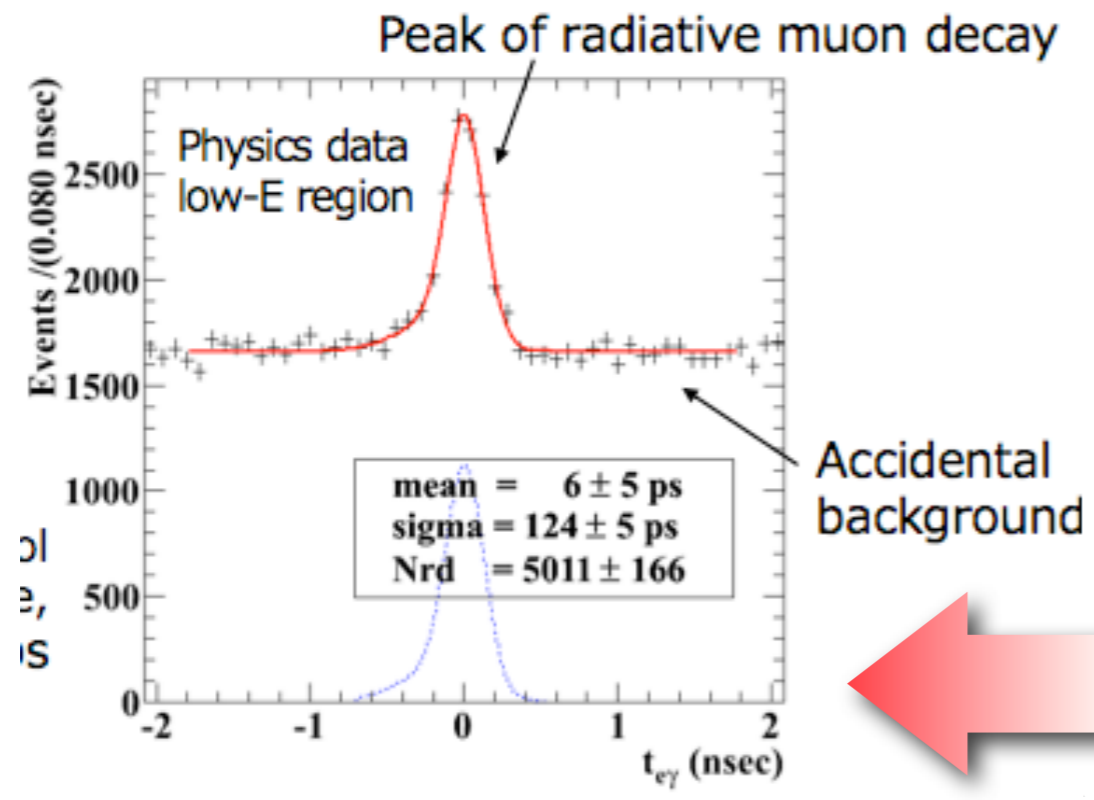 Peak of radiative muon decay
Physics data
low-E region
Events /(0.080 nsec)
2500
2000
1500
1000
500
0
mean = 6 ± 5 ps
sigma = 124 ± 5 ps
Nrd = 5011 ± 166
Accidental
background
-2 -1 0 1 2
t_eγ (nsec)